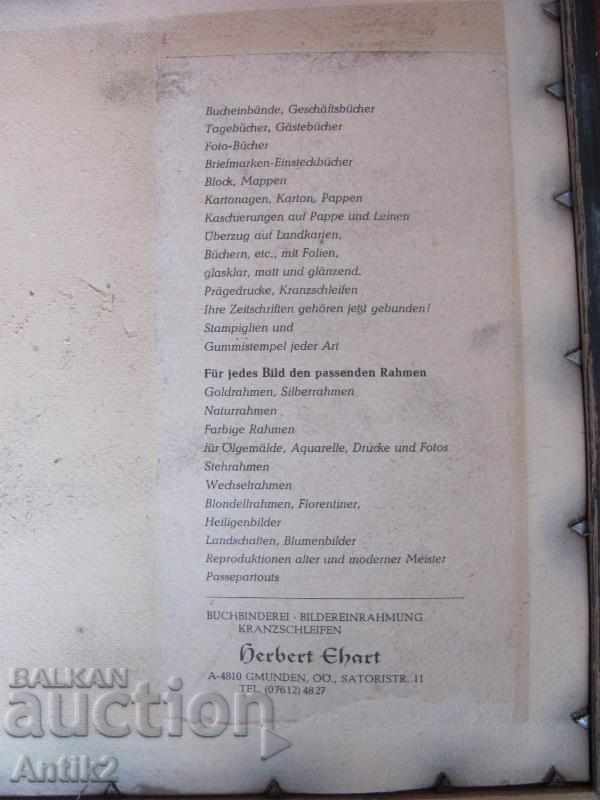 Bucheinbände, Geschäftsbücher
Tagebücher, Gästebücher
Foto-Bücher
Briefmarken-Einsteckbücher
Block, Mappen
Kartonagen, Karton, Pappen
Kaschierungen auf Pappe und Leinen
Überzug auf Landkarten,
Büchern, etc., mit Folien,
glasklar, matt und glänzend.
Prägedrucke, Kranzschleifen
Ihre Zeitschriften gehören jetzt gebunden!
Stampiglien und
Gummistempel jeder Art
Für jedes Bild den passenden Rahmen
Goldrahmen, Silberrahmen
Naturrahmen
Farbige Rahmen
für Ölgemälde, Aquarelle, Drucke und Fotos
Stehrahmen
Wechselrahmen
Blondellrahmen, Florentiner,
Heiligenbilder
Landschaften, Blumenbilder
Reproduktionen alter und moderner Meister
Passepartouts
BUCHBINDEREI · BILDEREINRAHMUNG
KRANZSCHLEIFEN
Herbert Ehart
A-4810 GMUNDEN, OÖ., SATORISTR. 11
TEL. (07612) 48 27
BALKAN
auction
Antik2